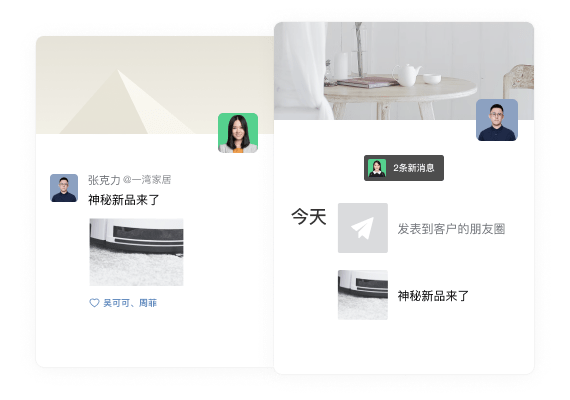 张克力 @一湾家居
神秘新品来了
吴可可、周菲
2条新消息
今天
发表到客户的朋友圈
神秘新品来了